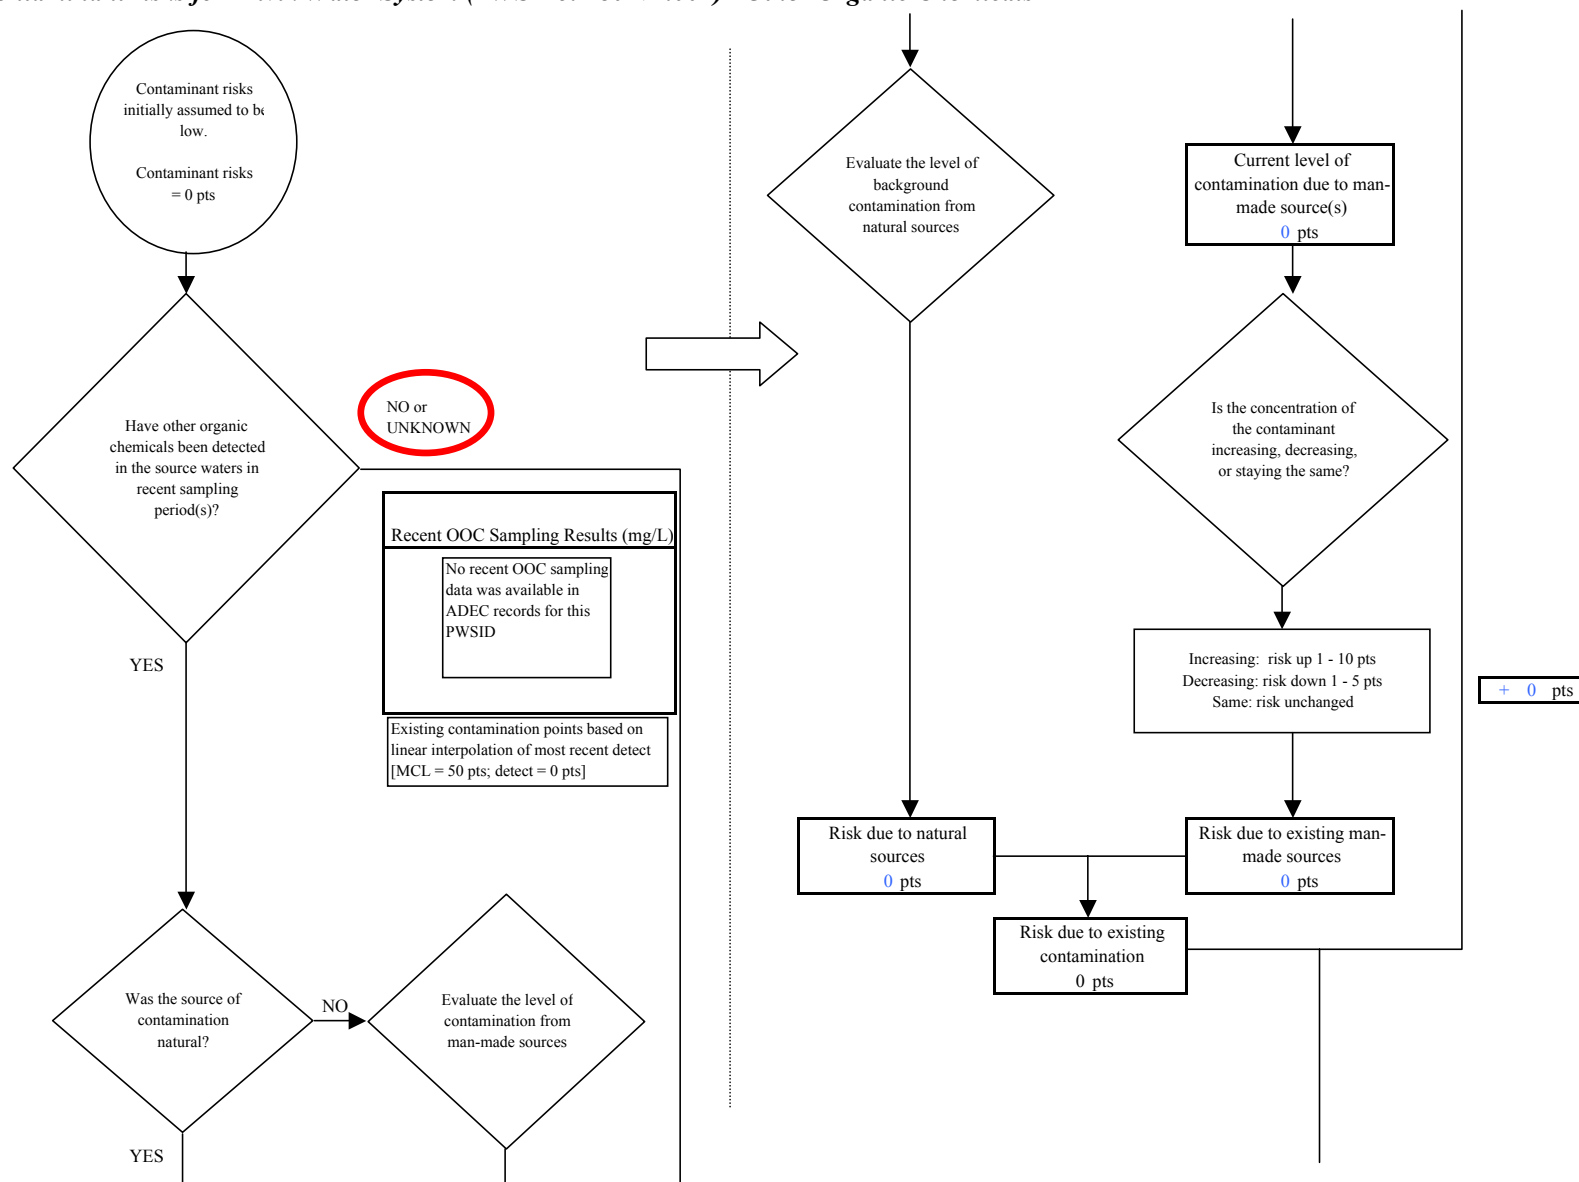 Contaminant risks
initially assumed to be
low.
Contaminant risks
= 0 pts
Have other organic
chemicals been detected
in the source waters in
recent sampling
period(s)?
NO or
UNKNOWN
Recent OOC Sampling Results (mg/L)
No recent OOC sampling
data was available in
ADEC records for this
PWSID
Existing contamination points based on
linear interpolation of most recent detect
[MCL = 50 pts; detect = 0 pts]
YES
Was the source of
contamination
natural?
NO
Evaluate the level of
contamination from
man-made sources
YES
Evaluate the level of
background
contamination from
natural sources
Current level of
contamination due to man-
made source(s)
0 pts
Is the concentration of
the contaminant
increasing, decreasing,
or staying the same?
Increasing: risk up 1 - 10 pts
Decreasing: risk down 1 - 5 pts
Same: risk unchanged
+ 0 pts
Risk due to natural
sources
0 pts
Risk due to existing man-
made sources
0 pts
Risk due to existing
contamination
0 pts